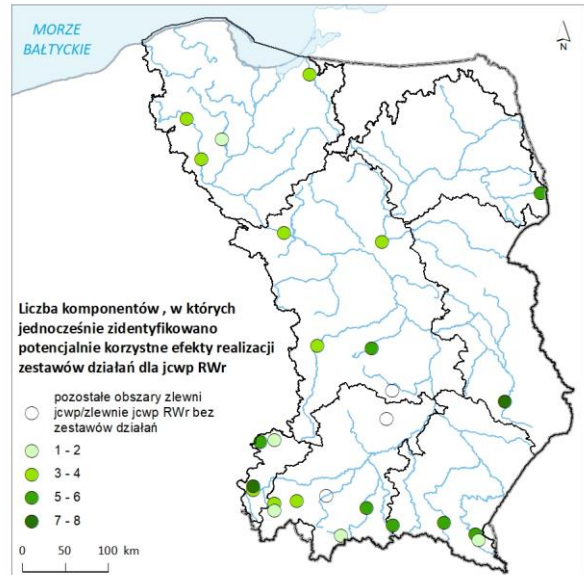 MORZE
BAŁTYCKIE
N
Liczba komponentów , w których
jednocześnie zidentyfikowano
potencjalnie korzystne efekty realizacji
zestawów działań dla jcwp RWr
pozostałe obszary zlewni
jcwp/zlewnie jcwp RWr bez
zestawów działań
1 - 2
3 - 4
5 - 6
7 - 8
0 50 100 km